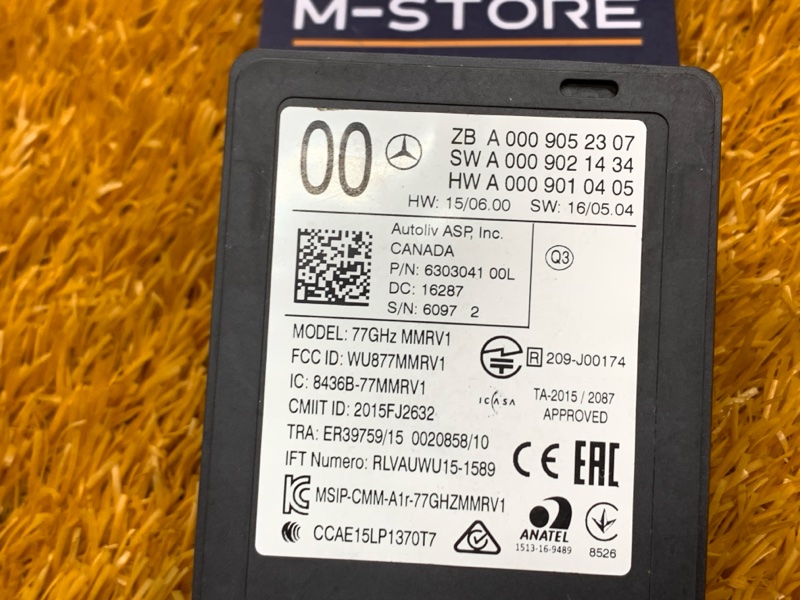 M-STORE
00
ZB A 000 905 23 07
SW A 000 902 14 34
HW A 000 901 04 05
HW: 15/06.00 SW: 16/05.04
Autoliv ASP, Inc.
CANADA
P/N: 6303041 00L
DC: 16287
S/N: 6097 2
Q3
MODEL: 77GHz MMRV1
FCC ID: WU877MMRV1
IC: 8436B-77MMRV1
CMIIT ID: 2015FJ2632
TRA: ER39759/15 0020858/10
IFT Numero: RLVAUWU15-1589
MSIP-CMM-A1r-77GHZMMRV1
CCAE15LP1370T7
R 209-J00174
ICASA
TA-2015 / 2087
APPROVED
CE EAC
ANATEL
1513-16-9489
8526